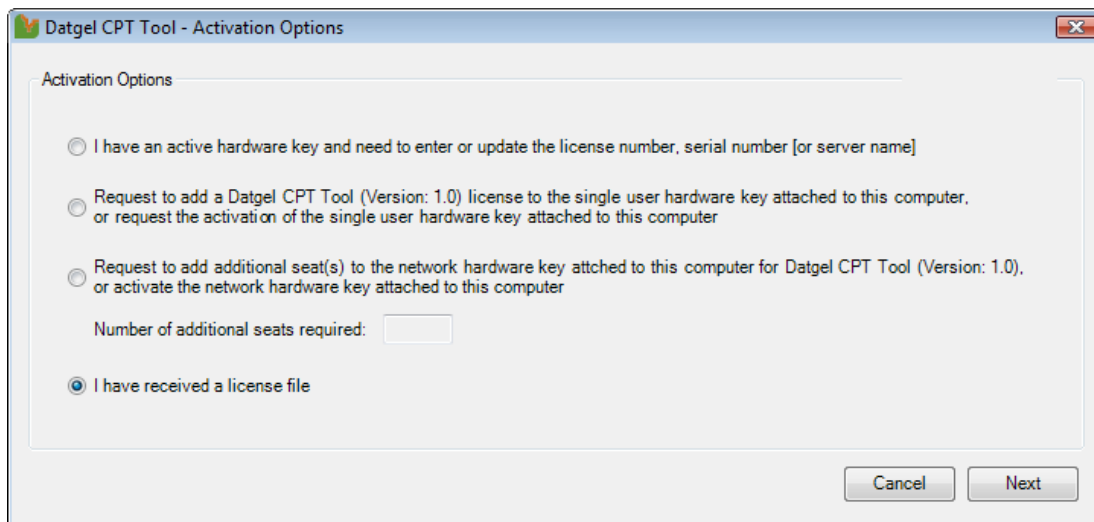 Datgel CPT Tool - Activation Options
Activation Options
I have an active hardware key and need to enter or update the license number, serial number [or server name]
Request to add a Datgel CPT Tool (Version: 1.0) license to the single user hardware key attached to this computer,
or request the activation of the single user hardware key attached to this computer
Request to add additional seat(s) to the network hardware key attched to this computer for Datgel CPT Tool (Version: 1.0),
or activate the network hardware key attached to this computer
Number of additional seats required:
I have received a license file
Cancel Next